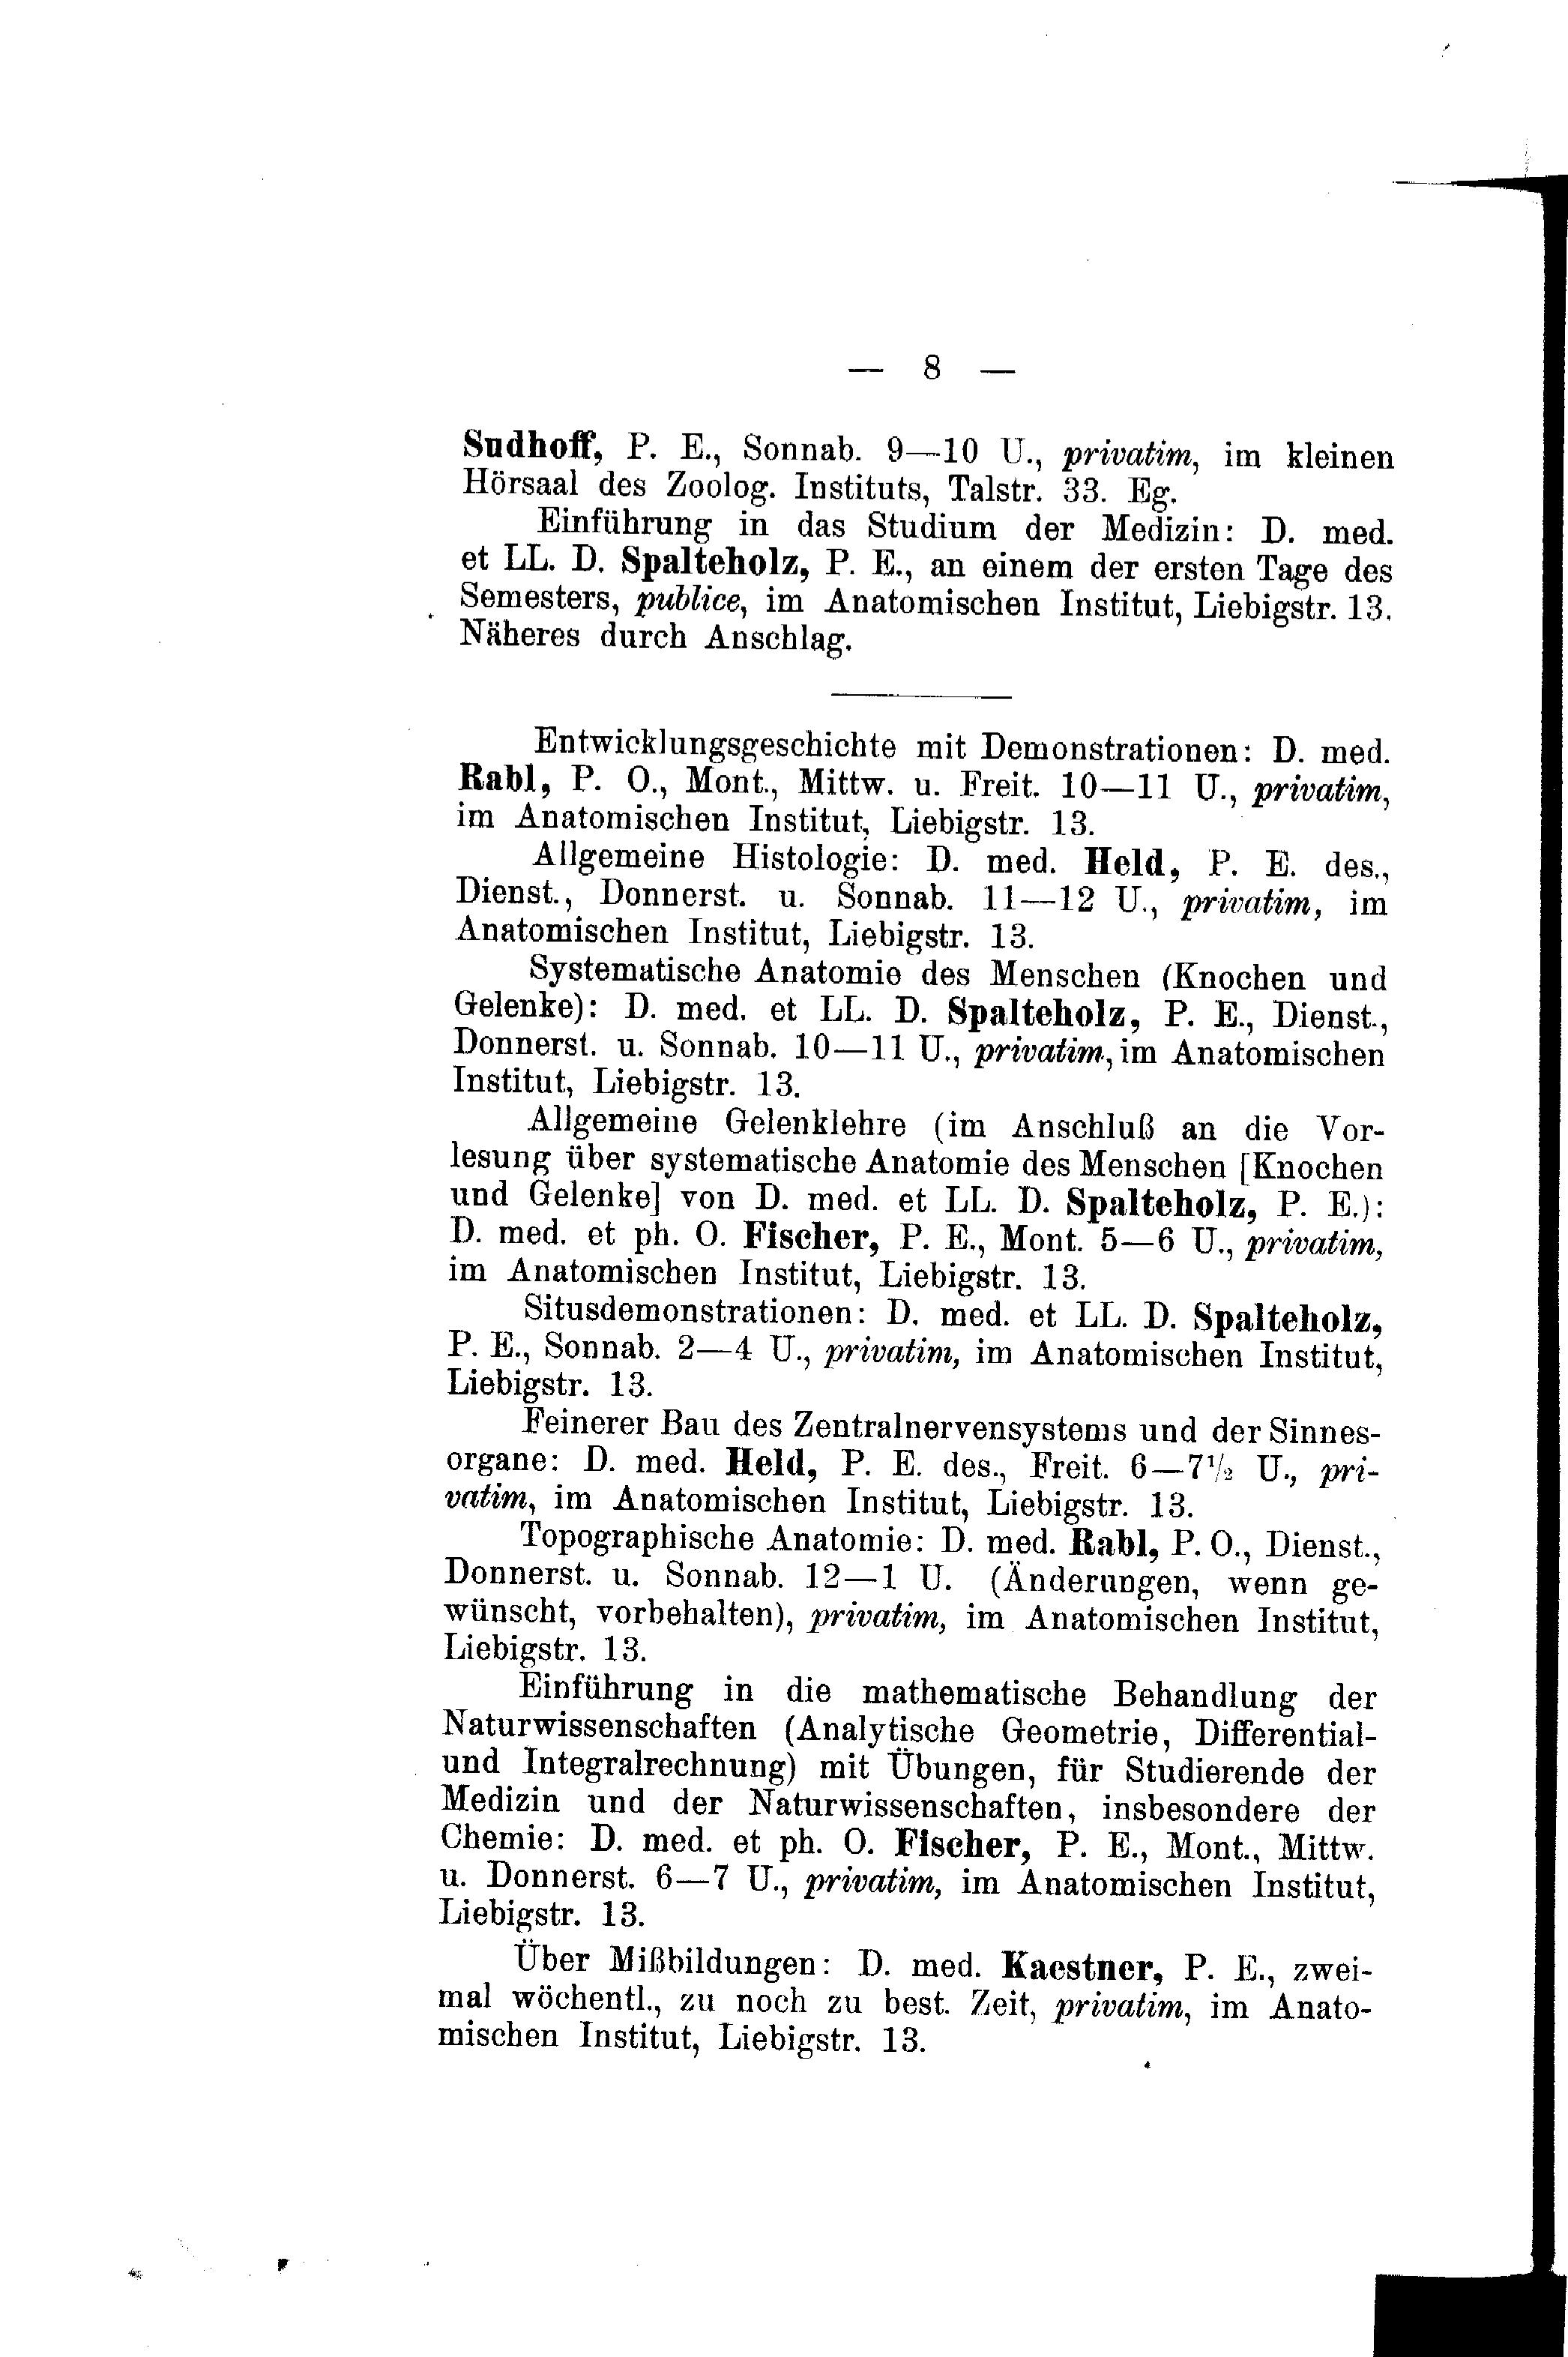 — 8 —
Sudhoff, P. E., Sonnab. 9—10 U., privatim, im kleinen
Hörsaal des Zoolog. Instituts, Talstr. 33. Eg.
Einführung in das Studium der Medizin: D. med.
et LL. D. Spalteholz, P. E., an einem der ersten Tage des
Semesters, publice, im Anatomischen Institut, Liebigstr. 13.
Näheres durch Anschlag.
Entwicklungsgeschichte mit Demonstrationen: D. med.
Rabl, P. O., Mont., Mittw. u. Freit. 10—11 U., privatim,
im Anatomischen Institut, Liebigstr. 13.
Allgemeine Histologie: D. med. Held, P. E. des.,
Dienst., Donnerst. u. Sonnab. 11—12 U., privatim, im
Anatomischen Institut, Liebigstr. 13.
Systematische Anatomie des Menschen (Knochen und
Gelenke): D. med. et LL. D. Spalteholz, P. E., Dienst.,
Donnerst. u. Sonnab. 10—11 U., privatim, im Anatomischen
Institut, Liebigstr. 13.
Allgemeine Gelenklehre (im Anschluß an die Vor-
lesung über systematische Anatomie des Menschen [Knochen
und Gelenke] von D. med. et LL. D. Spalteholz, P. E.):
D. med. et ph. O. Fischer, P. E., Mont. 5—6 U., privatim,
im Anatomischen Institut, Liebigstr. 13.
Situsdemonstrationen: D. med. et LL. D. Spalteholz,
P. E., Sonnab. 2—4 U., privatim, im Anatomischen Institut,
Liebigstr. 13.
Feinerer Bau des Zentralnervensystems und der Sinnes-
organe: D. med. Held, P. E. des., Freit. 6—7½ U., pri-
vatim, im Anatomischen Institut, Liebigstr. 13.
Topographische Anatomie: D. med. Rabl, P. O., Dienst.,
Donnerst. u. Sonnab. 12—1 U. (Änderungen, wenn ge-
wünscht, vorbehalten), privatim, im Anatomischen Institut,
Liebigstr. 13.
Einführung in die mathematische Behandlung der
Naturwissenschaften (Analytische Geometrie, Differential-
und Integralrechnung) mit Übungen, für Studierende der
Medizin und der Naturwissenschaften, insbesondere der
Chemie: D. med. et ph. O. Fischer, P. E., Mont., Mittw.
u. Donnerst. 6—7 U., privatim, im Anatomischen Institut,
Liebigstr. 13.
Über Mißbildungen: D. med. Kaestner, P. E., zwei-
mal wöchentl., zu noch zu best. Zeit, privatim, im Anato-
mischen Institut, Liebigstr. 13.